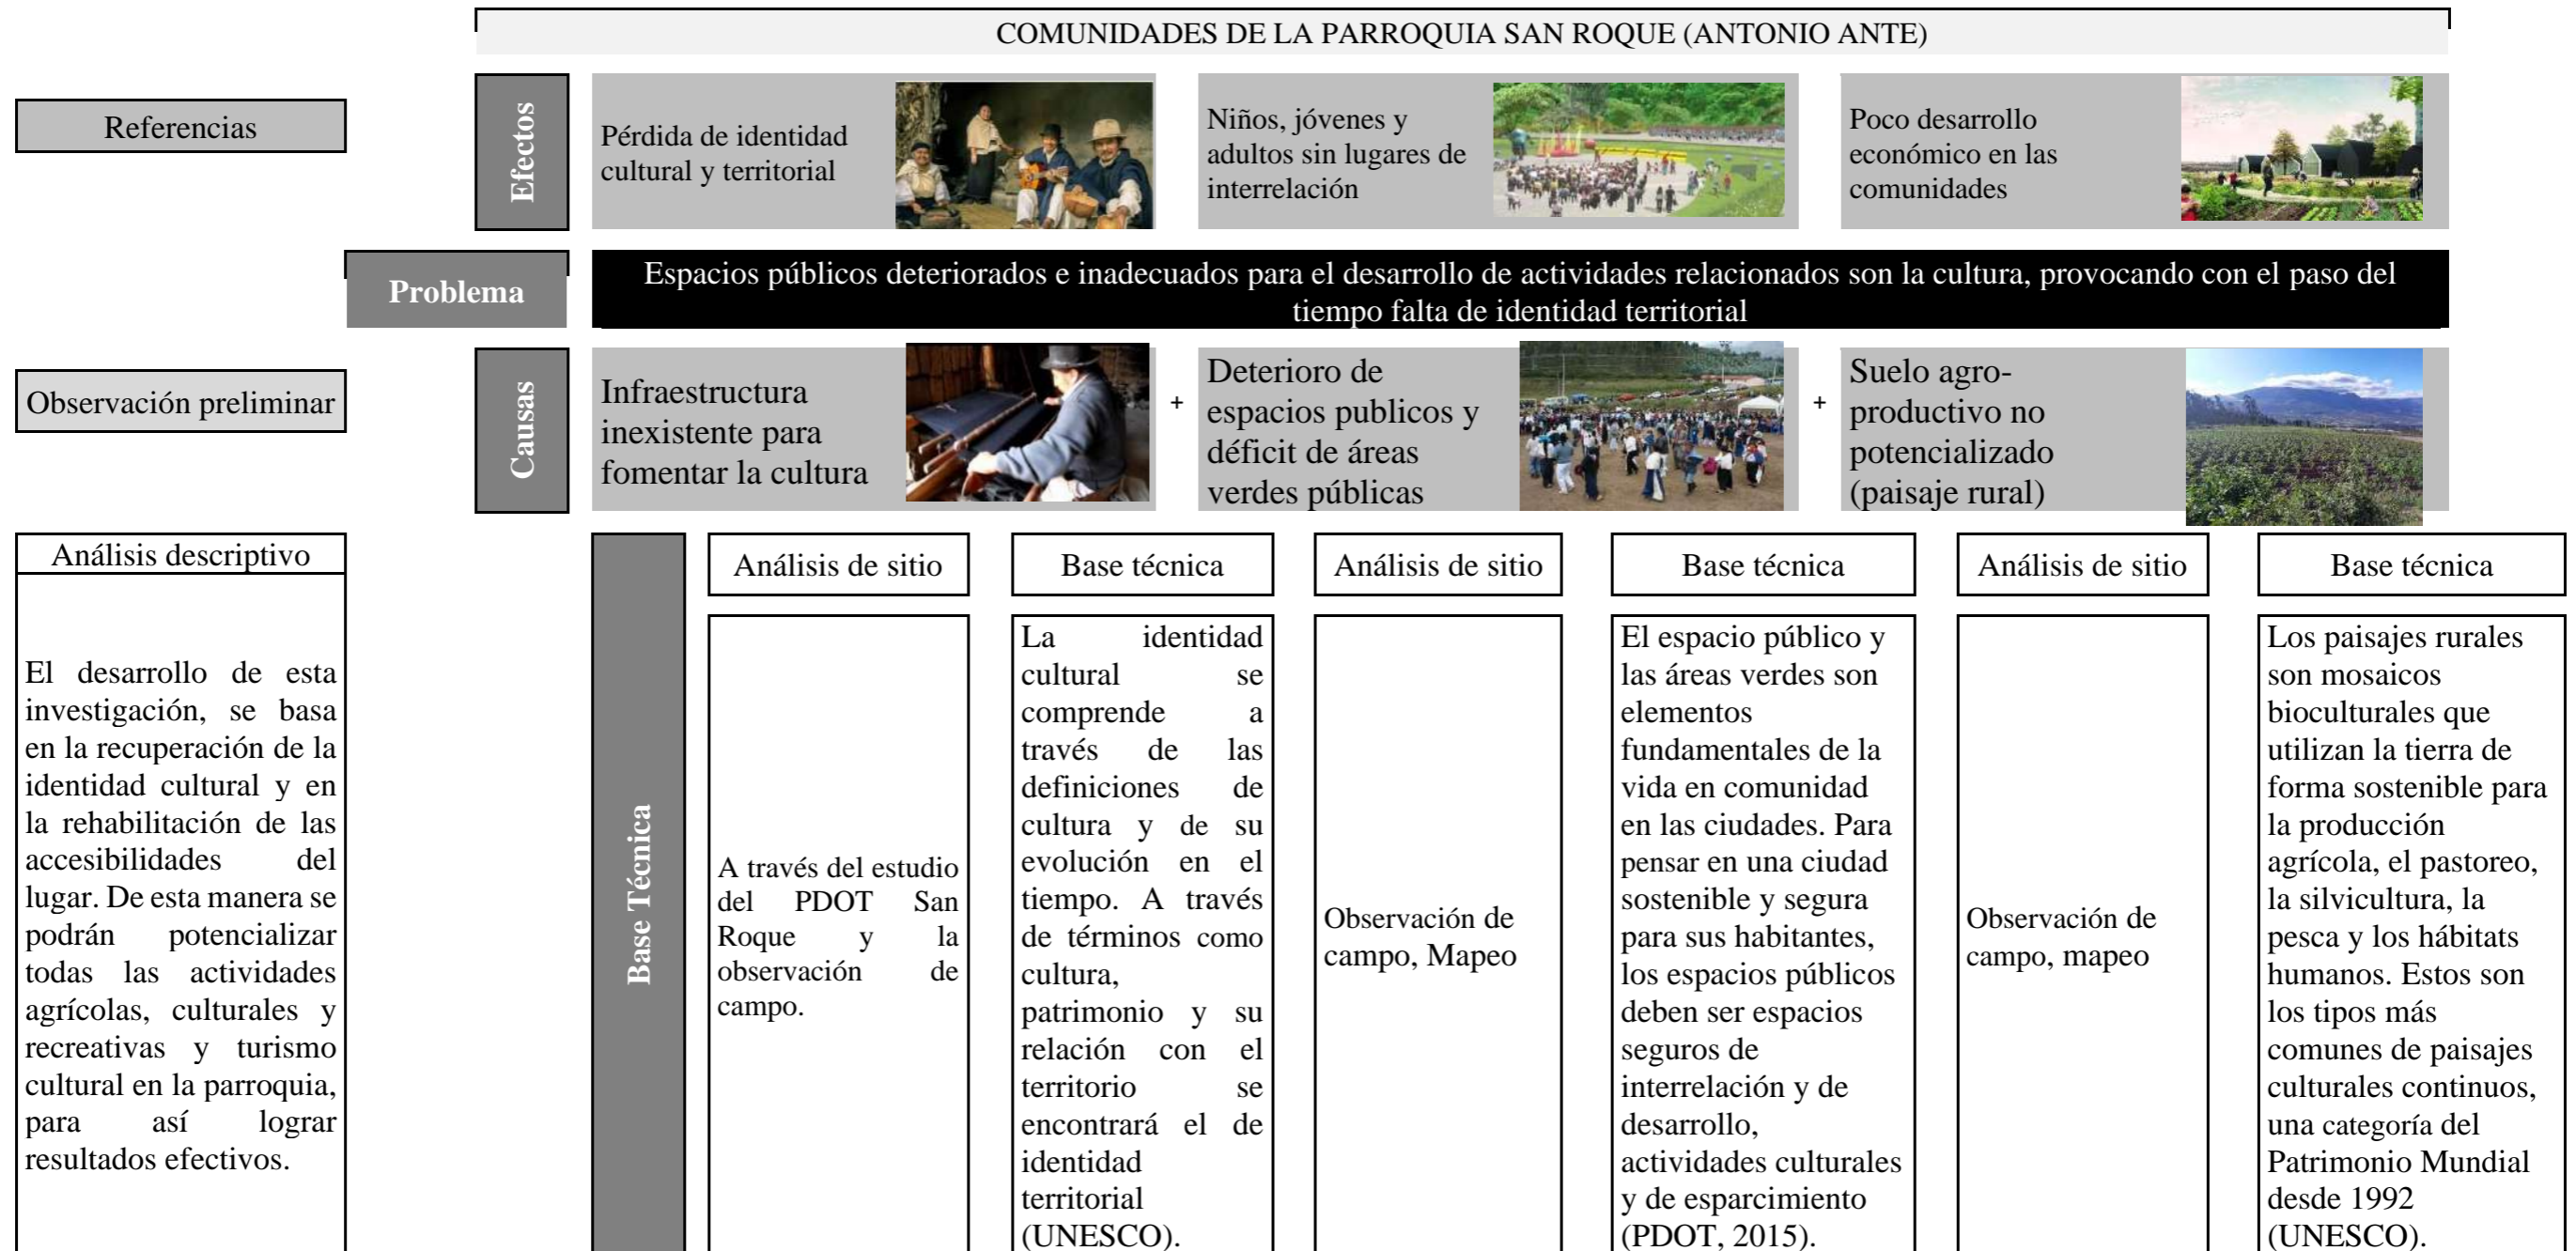 COMUNIDADES DE LA PARROQUIA SAN ROQUE (ANTONIO ANTE)
Referencias
Efectos
Pérdida de identidad
cultural y territorial
Niños, jóvenes y
adultos sin lugares de
interrelación
Poco desarrollo
económico en las
comunidades
Problema
Espacios públicos deteriorados e inadecuados para el desarrollo de actividades relacionados son la cultura, provocando con el paso del
tiempo falta de identidad territorial
Observación preliminar
Causas
Infraestructura
inexistente para
fomentar la cultura
+
Deterioro de
espacios publicos y
déficit de áreas
verdes públicas
+
Suelo agro-
productivo no
potencializado
(paisaje rural)
Análisis descriptivo
El desarrollo de esta
investigación, se basa
en la recuperación de la
identidad cultural y en
la rehabilitación de las
accesibilidades del
lugar. De esta manera se
podrán potencializar
todas las actividades
agrícolas, culturales y
recreativas y turismo
cultural en la parroquia,
para así lograr
resultados efectivos.
Base Técnica
Análisis de sitio
A través del estudio
del PDOT San
Roque y la
observación de
campo.
Base técnica
La identidad
cultural se
comprende a
través de las
definiciones de
cultura y de su
evolución en el
tiempo. A través
de términos como
cultura,
patrimonio y su
relación con el
territorio se
encontrará el de
identidad
territorial
(UNESCO).
Análisis de sitio
Observación de
campo, Mapeo
Base técnica
El espacio público y
las áreas verdes son
elementos
fundamentales de la
vida en comunidad
en las ciudades. Para
pensar en una ciudad
sostenible y segura
para sus habitantes,
los espacios públicos
deben ser espacios
seguros de
interrelación y de
desarrollo,
actividades culturales
y de esparcimiento
(PDOT, 2015).
Análisis de sitio
Observación de
campo, mapeo
Base técnica
Los paisajes rurales
son mosaicos
bioculturales que
utilizan la tierra de
forma sostenible para
la producción
agrícola, el pastoreo,
la silvicultura, la
pesca y los hábitats
humanos. Estos son
los tipos más
comunes de paisajes
culturales continuos,
una categoría del
Patrimonio Mundial
desde 1992
(UNESCO).